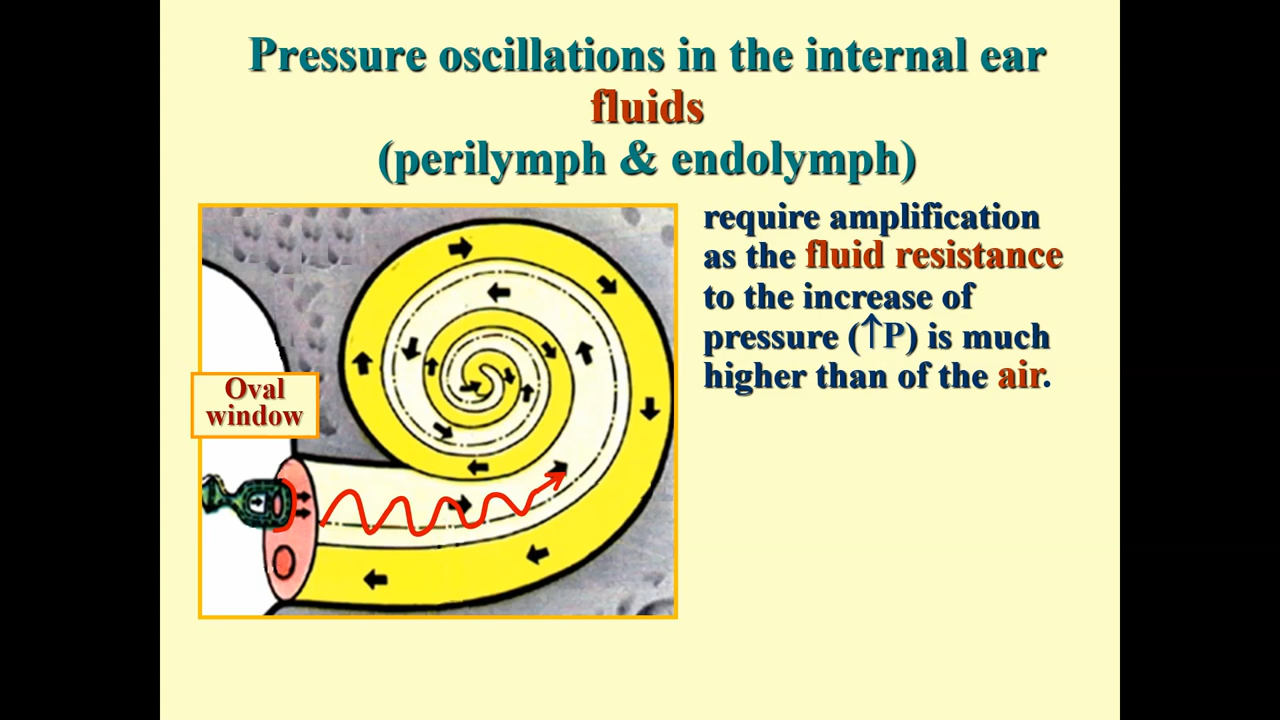 Pressure oscillations in the internal ear
fluids
(perilymph & endolymph)
require amplification
as the fluid resistance
to the increase of
pressure (↑P) is much
higher than of the air.
Oval
window